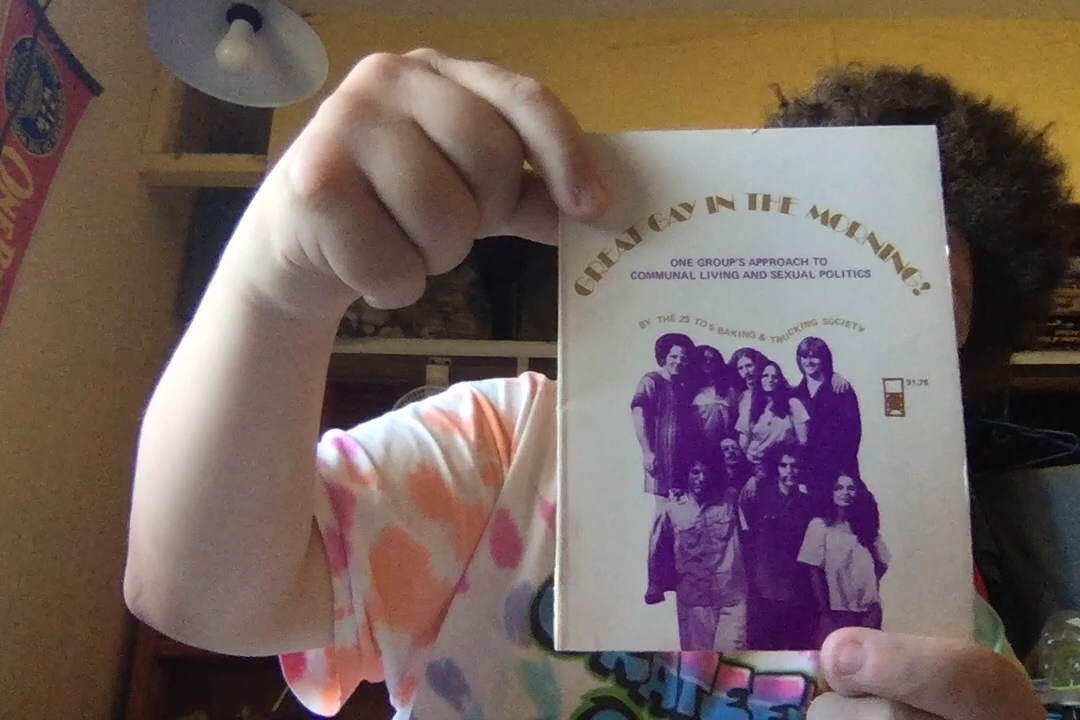 GREAT GAY IN THE MORNING!
ONE GROUP'S APPROACH TO
COMMUNAL LIVING AND SEXUAL POLITICS
BY THE 25 TO 6 BAKING & TRUCKING SOCIETY
$1.75